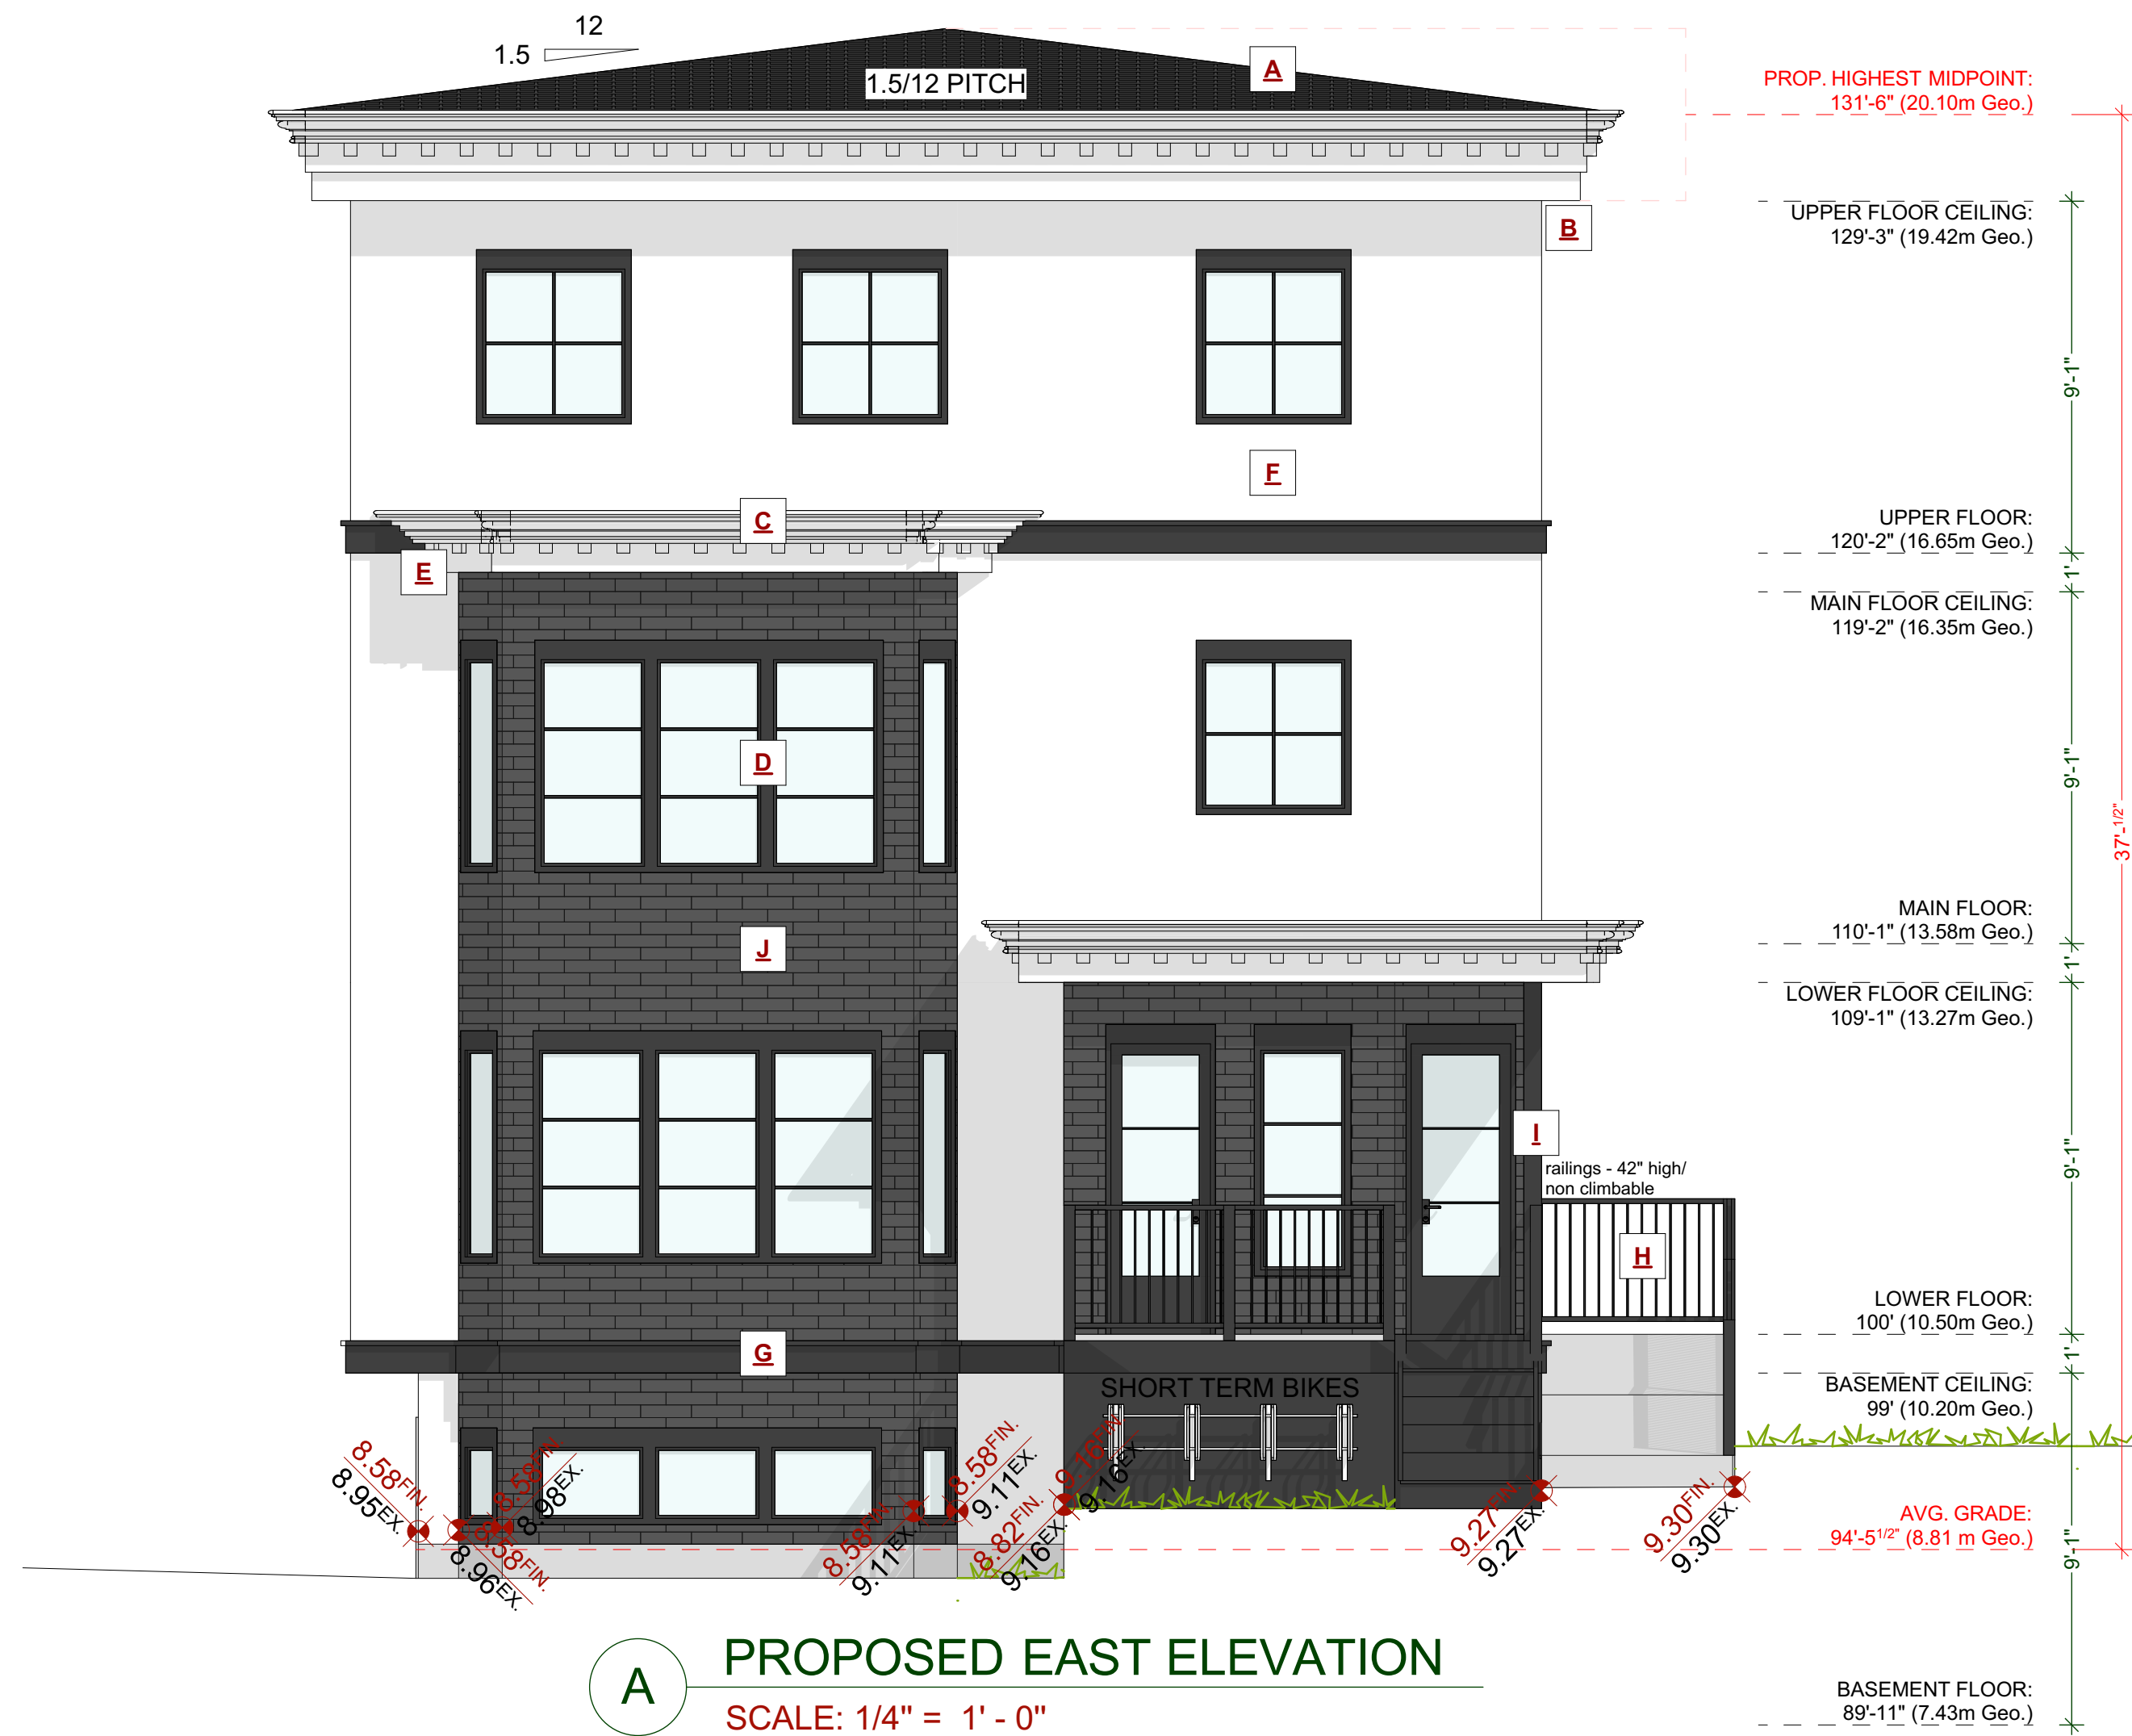 12
1.5
1.5/12 PITCH
A
PROP. HIGHEST MIDPOINT:
131'-6" (20.10m Geo.)
B
UPPER FLOOR CEILING:
129'-3" (19.42m Geo.)
9'-1"
F
C
UPPER FLOOR:
120'-2" (16.65m Geo.)
E
1'
MAIN FLOOR CEILING:
119'-2" (16.35m Geo.)
D
9'-1"
37'-1/2"
J
MAIN FLOOR:
110'-1" (13.58m Geo.)
1'
LOWER FLOOR CEILING:
109'-1" (13.27m Geo.)
I
railings - 42" high/
non climbable
9'-1"
H
LOWER FLOOR:
100' (10.50m Geo.)
G
1'
SHORT TERM BIKES
BASEMENT CEILING:
99' (10.20m Geo.)
8.58FIN.
8.95EX.
8.58FIN.
8.96EX.
8.58FIN.
8.98EX.
8.58FIN.
9.11EX.
8.58FIN.
9.11EX.
8.82FIN.
9.16EX.
9.16FIN.
9.16EX.
9.27FIN.
9.27EX.
9.30FIN.
9.30EX.
AVG. GRADE:
94'-51/2" (8.81 m Geo.)
9'-1"
A
PROPOSED EAST ELEVATION
SCALE: 1/4" = 1' - 0"
BASEMENT FLOOR:
89'-11" (7.43m Geo.)